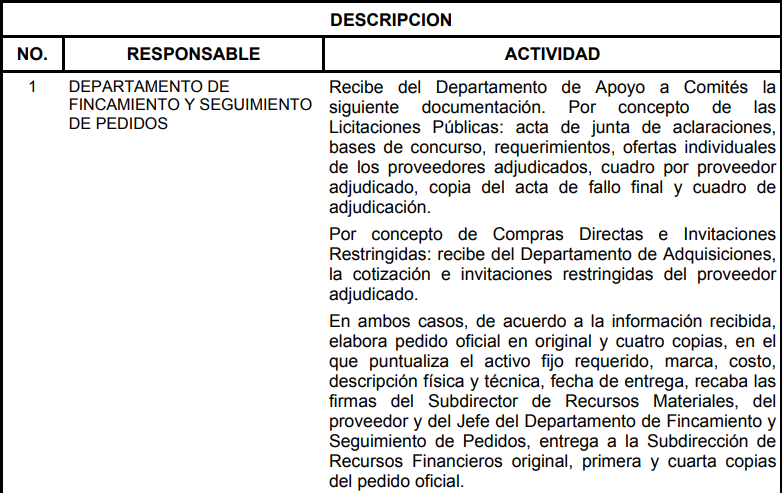 DESCRIPCION
NO. RESPONSABLE ACTIVIDAD
1 DEPARTAMENTO DE
FINCAMIENTO Y SEGUIMIENTO
DE PEDIDOS
Recibe del Departamento de Apoyo a Comités la
siguiente documentación. Por concepto de las
Licitaciones Públicas: acta de junta de aclaraciones,
bases de concurso, requerimientos, ofertas individuales
de los proveedores adjudicados, cuadro por proveedor
adjudicado, copia del acta de fallo final y cuadro de
adjudicación.
Por concepto de Compras Directas e Invitaciones
Restringidas: recibe del Departamento de Adquisiciones,
la cotización e invitaciones restringidas del proveedor
adjudicado.
En ambos casos, de acuerdo a la información recibida,
elabora pedido oficial en original y cuatro copias, en el
que puntualiza el activo fijo requerido, marca, costo,
descripción física y técnica, fecha de entrega, recaba las
firmas del Subdirector de Recursos Materiales, del
proveedor y del Jefe del Departamento de Fincamiento y
Seguimiento de Pedidos, entrega a la Subdirección de
Recursos Financieros original, primera y cuarta copias
del pedido oficial.